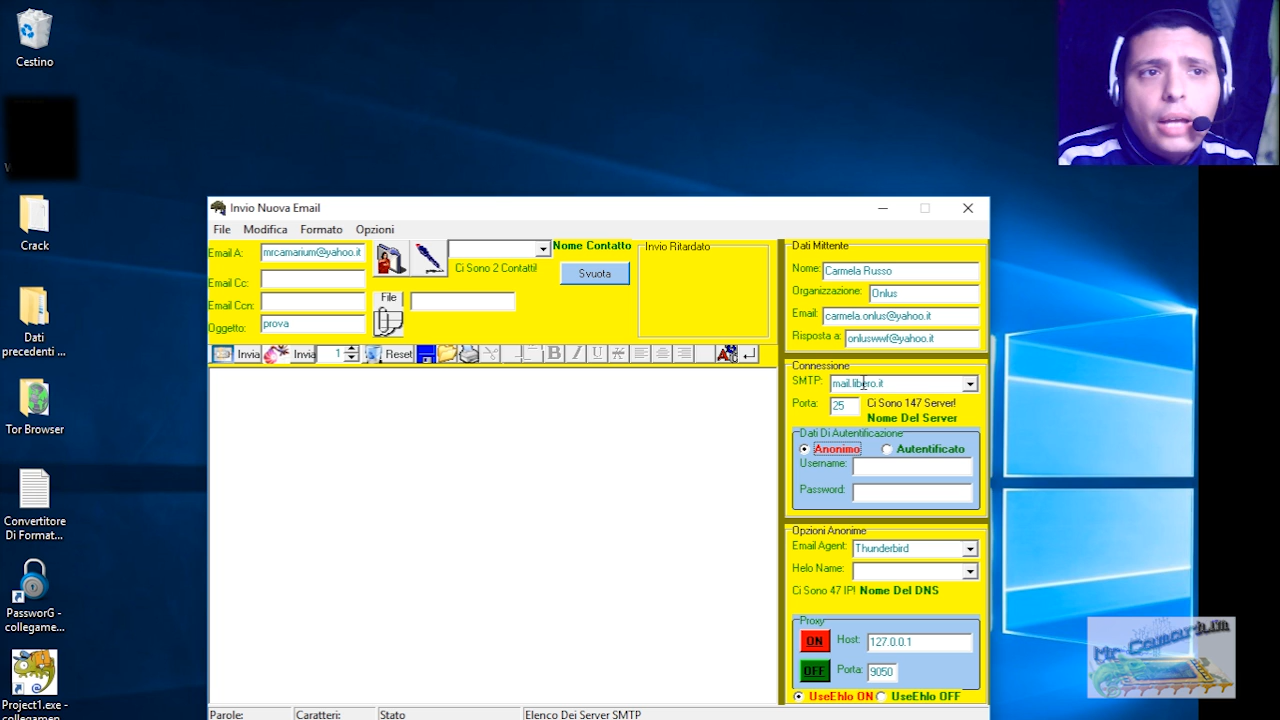 Cestino
Crack
Dati
precedenti ...
Tor Browser
Convertitore
Di Format...
PassworG -
collegame...
Project1.exe -
collegamen...
Invio Nuova Email
File Modifica Formato Opzioni
Email A: mrcamarium@yahoo.it
Email Cc:
Email Ccn:
Oggetto: prova
File
Nome Contatto
Ci Sono 2 Contatti!
Svuota
Invio Ritardato
Invia Invia 1 Reset B I U
Dati Mittente
Nome: Carmela Russo
Organizzazione: Onlus
Email: carmela.onlus@yahoo.it
Risposta a: onluswwf@yahoo.it
Connessione
SMTP: mail.libero.it
Porta: 25 Ci Sono 147 Server!
Nome Del Server
Dati Di Autentificazione
Anonimo Autentificato
Username:
Password:
Opzioni Anonime
Email Agent: Thunderbird
Helo Name:
Ci Sono 47 IP! Nome Del DNS
Proxy
ON Host: 127.0.0.1
OFF Porta: 9050
UseEhlo ON UseEhlo OFF
Parole: Caratteri: Stato Elenco Dei Server SMTP
Mr Camarium